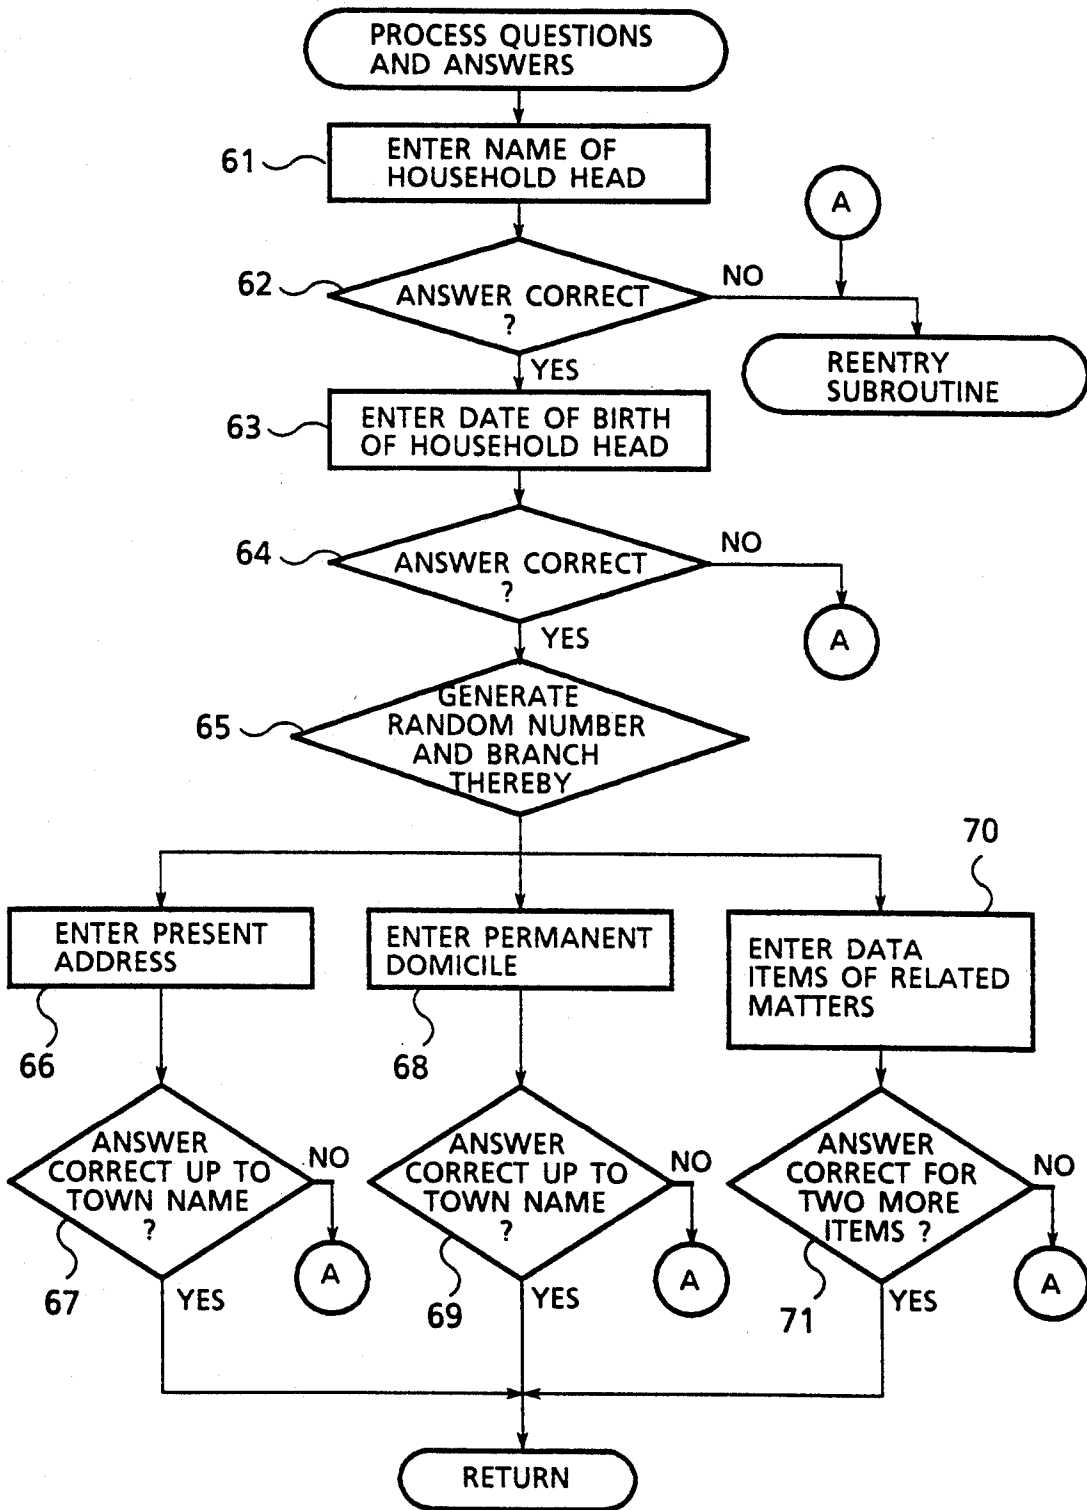 PROCESS QUESTIONS
AND ANSWERS
61
ENTER NAME OF
HOUSEHOLD HEAD
A
62
ANSWER CORRECT
?
NO
YES
REENTRY
SUBROUTINE
63
ENTER DATE OF BIRTH
OF HOUSEHOLD HEAD
64
ANSWER CORRECT
?
NO
A
YES
65
GENERATE
RANDOM NUMBER
AND BRANCH
THEREBY
70
ENTER PRESENT
ADDRESS
66
ENTER PERMANENT
DOMICILE
68
ENTER DATA
ITEMS OF RELATED
MATTERS
ANSWER
CORRECT UP TO
TOWN NAME
?
NO
A
67
YES
ANSWER
CORRECT UP TO
TOWN NAME
?
NO
A
69
YES
ANSWER
CORRECT FOR
TWO MORE
ITEMS ?
NO
A
71
YES
RETURN